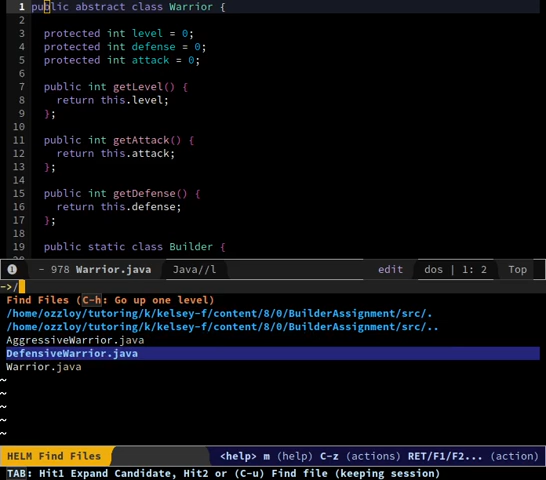 1 public abstract class Warrior {
2
3 protected int level = 0;
4 protected int defense = 0;
5 protected int attack = 0;
6
7 public int getLevel() {
8 return this.level;
9 };
10
11 public int getAttack() {
12 return this.attack;
13 };
14
15 public int getDefense() {
16 return this.defense;
17 };
18
19 public static class Builder {
1 - 978 Warrior.java Java//l edit dos | 1: 2 Top
->/
Find Files (C-h: Go up one level)
/home/ozzloy/tutoring/k/kelsey-f/content/8/0/BuilderAssignment/src/.
/home/ozzloy/tutoring/k/kelsey-f/content/8/0/BuilderAssignment/src/..
AggressiveWarrior.java
DefensiveWarrior.java
Warrior.java
~
~
~
~
~
HELM Find Files <help> m (help) C-z (actions) RET/F1/F2... (action)
TAB: Hit1 Expand Candidate, Hit2 or (C-u) Find file (keeping session)